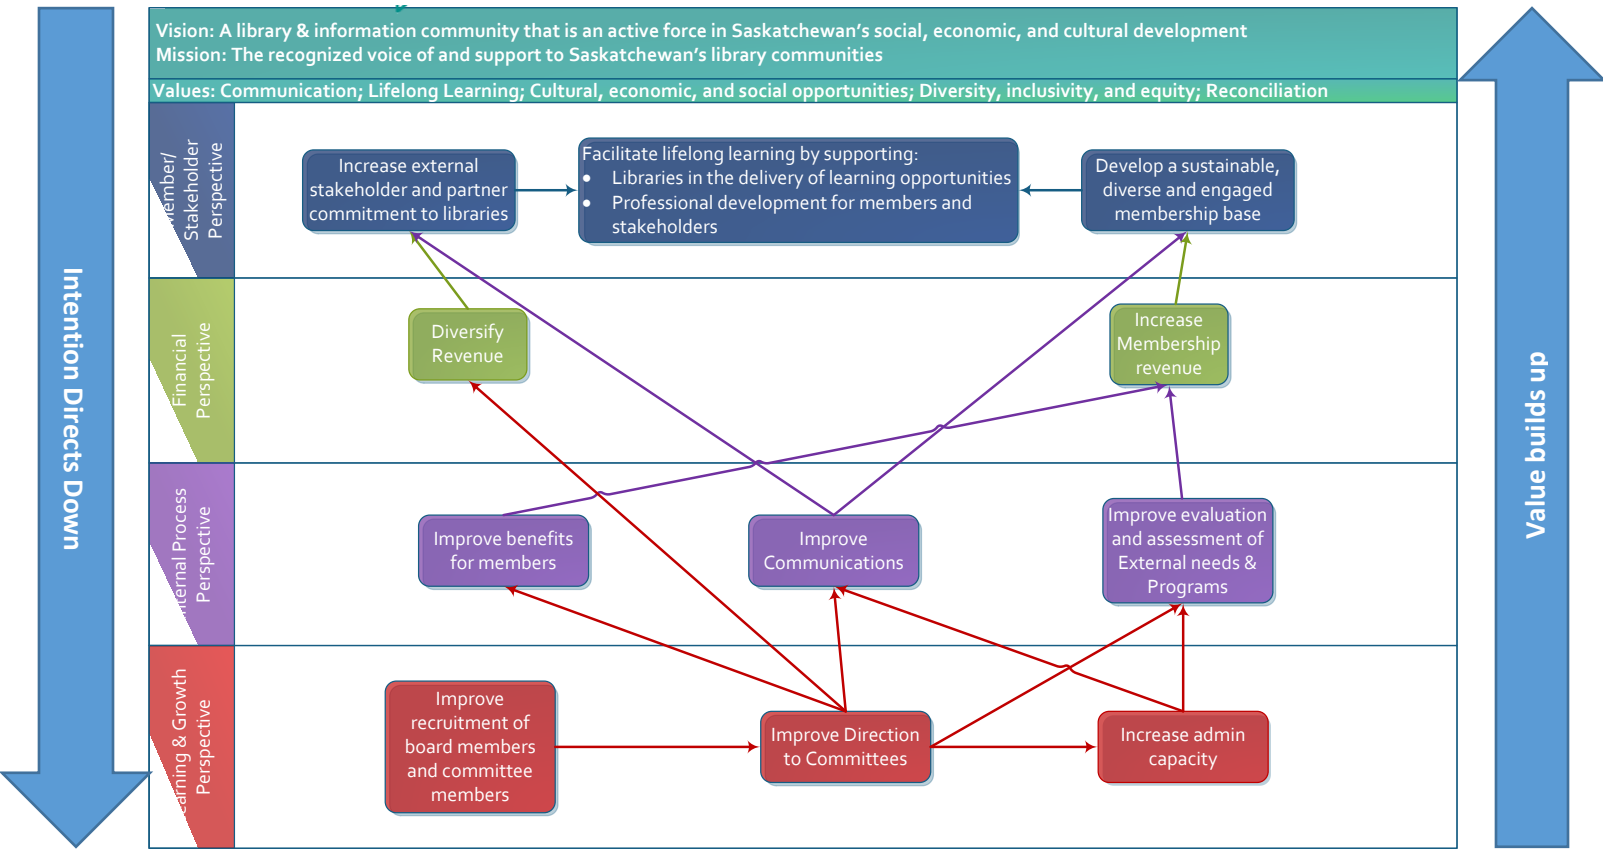 Vision: A library & information community that is an active force in Saskatchewan’s social, economic, and cultural development
Mission: The recognized voice of and support to Saskatchewan’s library communities
Values: Communication; Lifelong Learning; Cultural, economic, and social opportunities; Diversity, inclusivity, and equity; Reconciliation
Intention Directs Down
Value builds up
Stakeholder
Perspective
Increase external
stakeholder and partner
commitment to libraries
Facilitate lifelong learning by supporting:
• Libraries in the delivery of learning opportunities
• Professional development for members and
stakeholders
Develop a sustainable,
diverse and engaged
membership base
Financial
Perspective
Diversify
Revenue
Increase
Membership
revenue
Process
Perspective
Improve benefits
for members
Improve
Communications
Improve evaluation
and assessment of
External needs &
Programs
& Growth
Perspective
Improve
recruitment of
board members
and committee
members
Improve Direction
to Committees
Increase admin
capacity